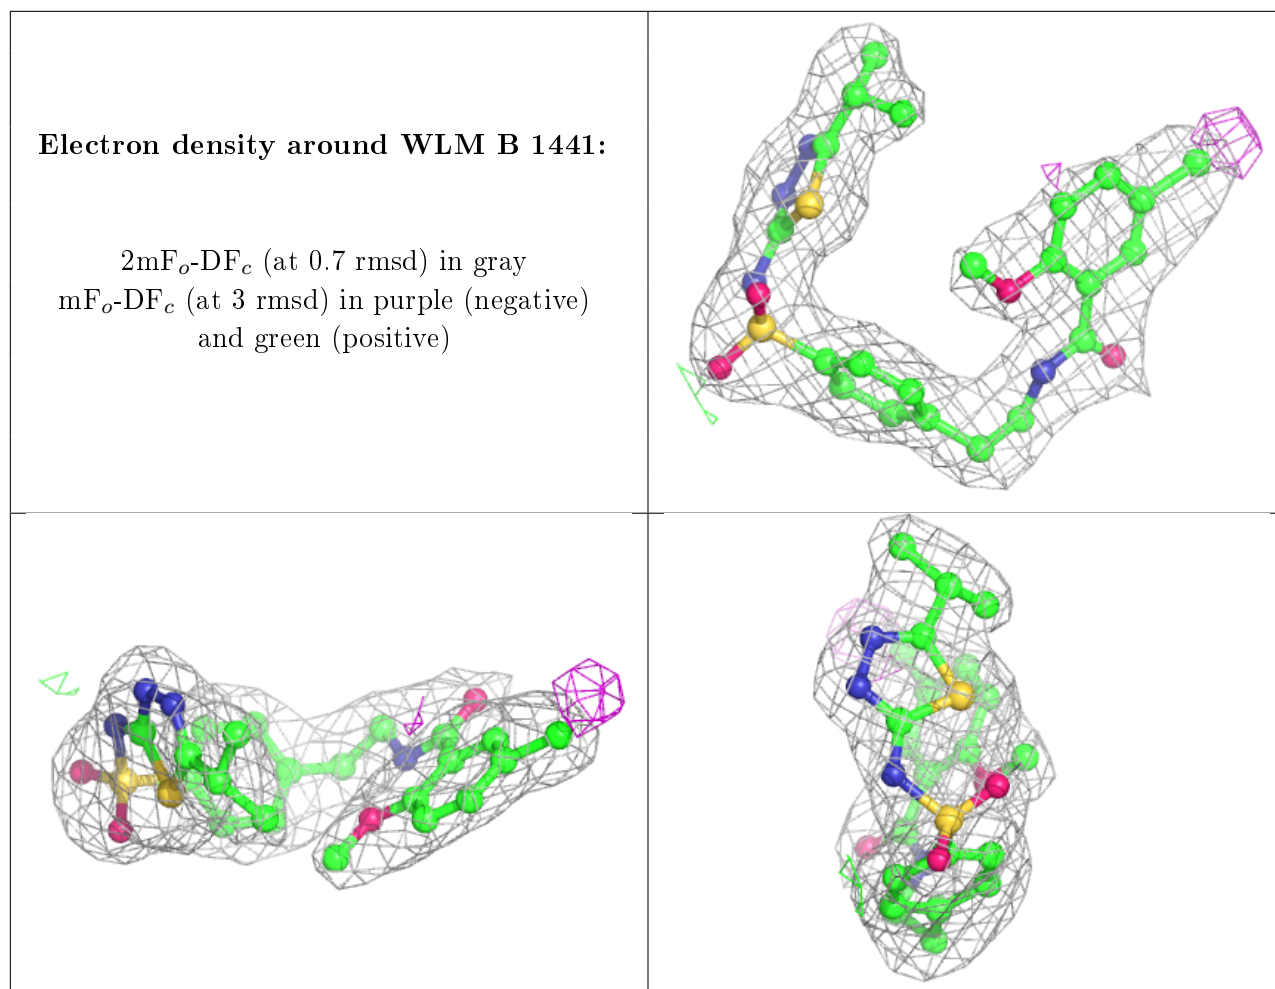 Electron density around WLM B 1441:
2mFo-DFc (at 0.7 rmsd) in gray
mFo-DFc (at 3 rmsd) in purple (negative)
and green (positive)